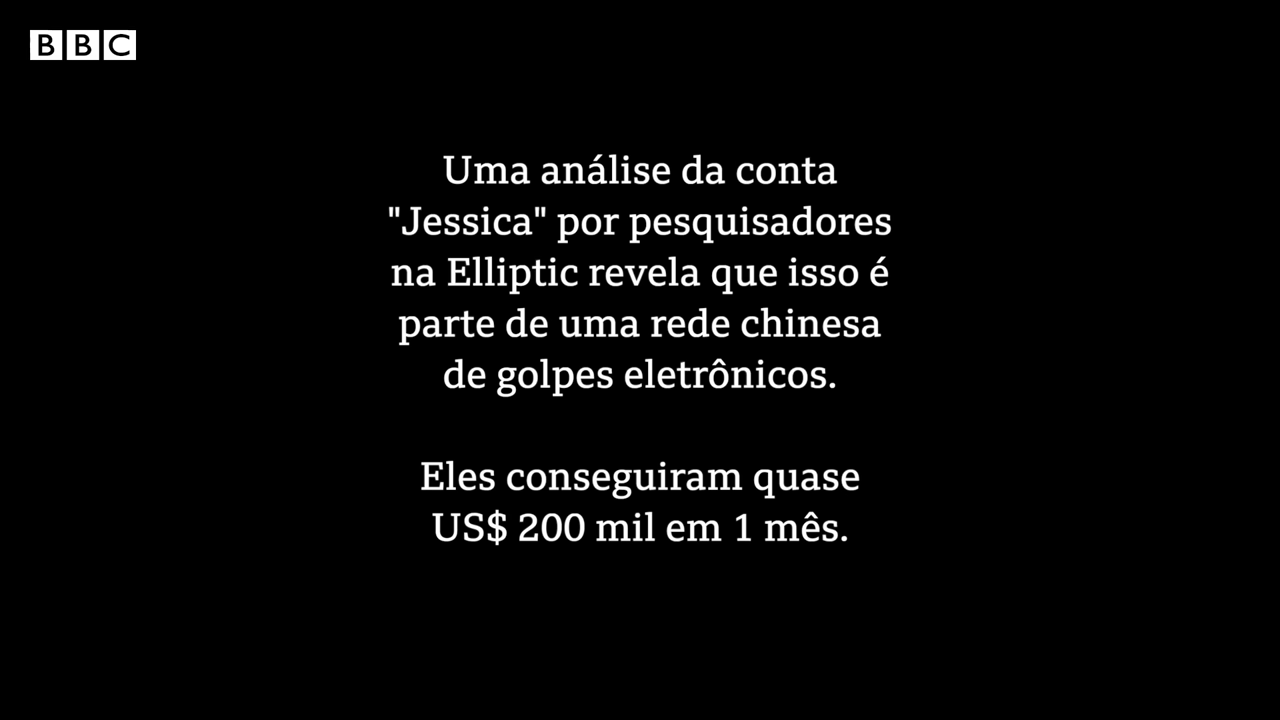 BBC
Uma análise da conta
"Jessica" por pesquisadores
na Elliptic revela que isso é
parte de uma rede chinesa
de golpes eletrônicos.
Eles conseguiram quase
US$ 200 mil em 1 mês.